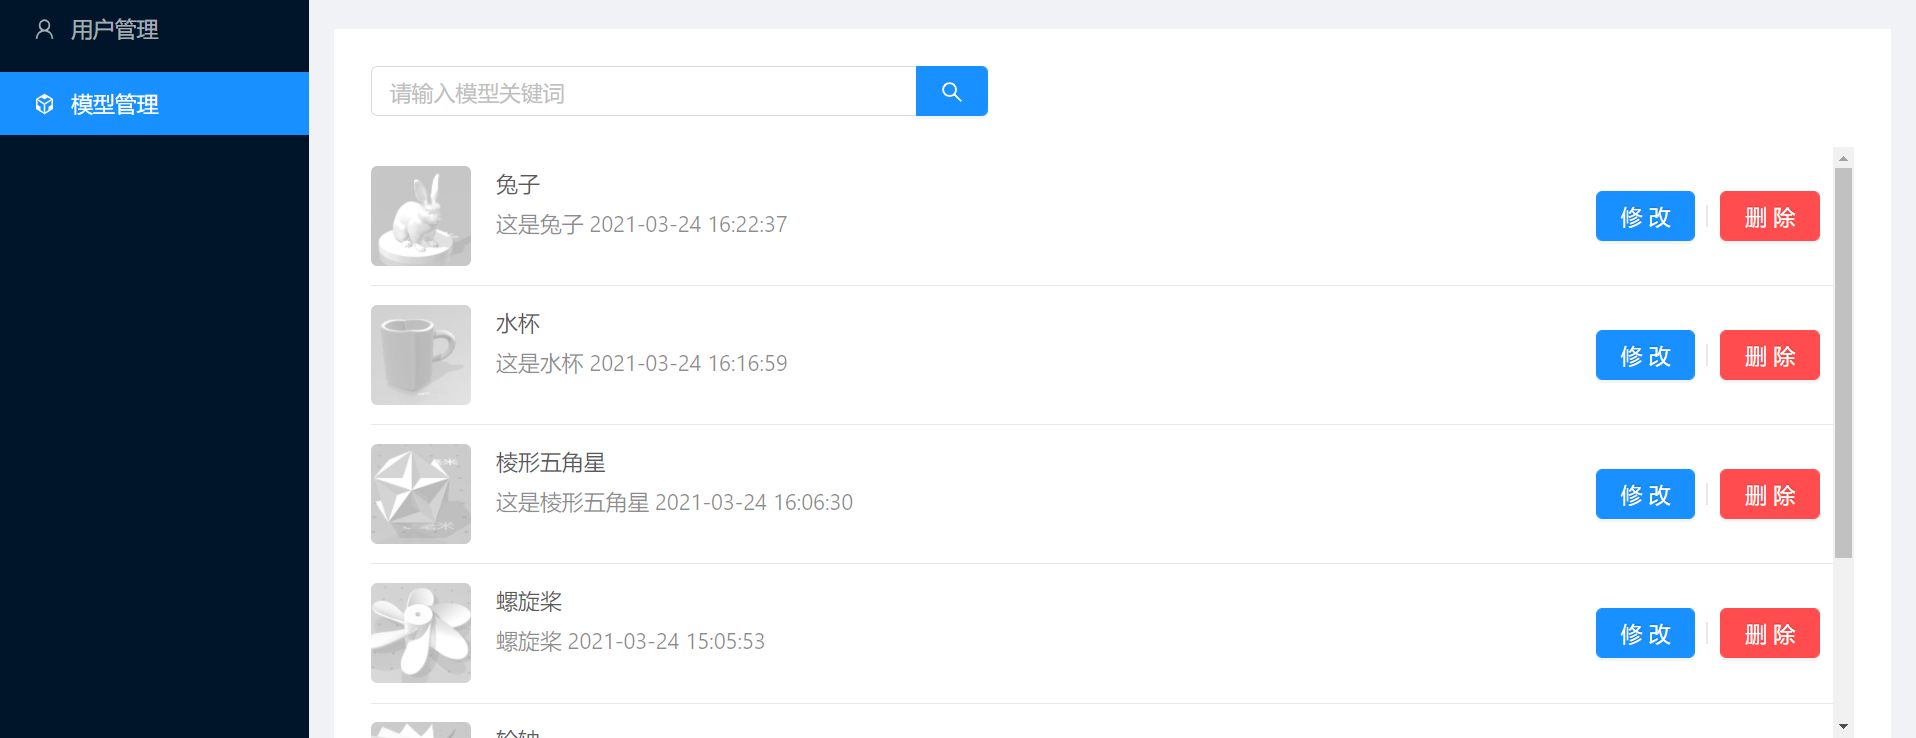 用户管理
模型管理
请输入模型关键词
兔子
这是兔子 2021-03-24 16:22:37
修 改
删 除
水杯
这是水杯 2021-03-24 16:16:59
修 改
删 除
棱形五角星
这是棱形五角星 2021-03-24 16:06:30
修 改
删 除
螺旋桨
螺旋桨 2021-03-24 15:05:53
修 改
删 除